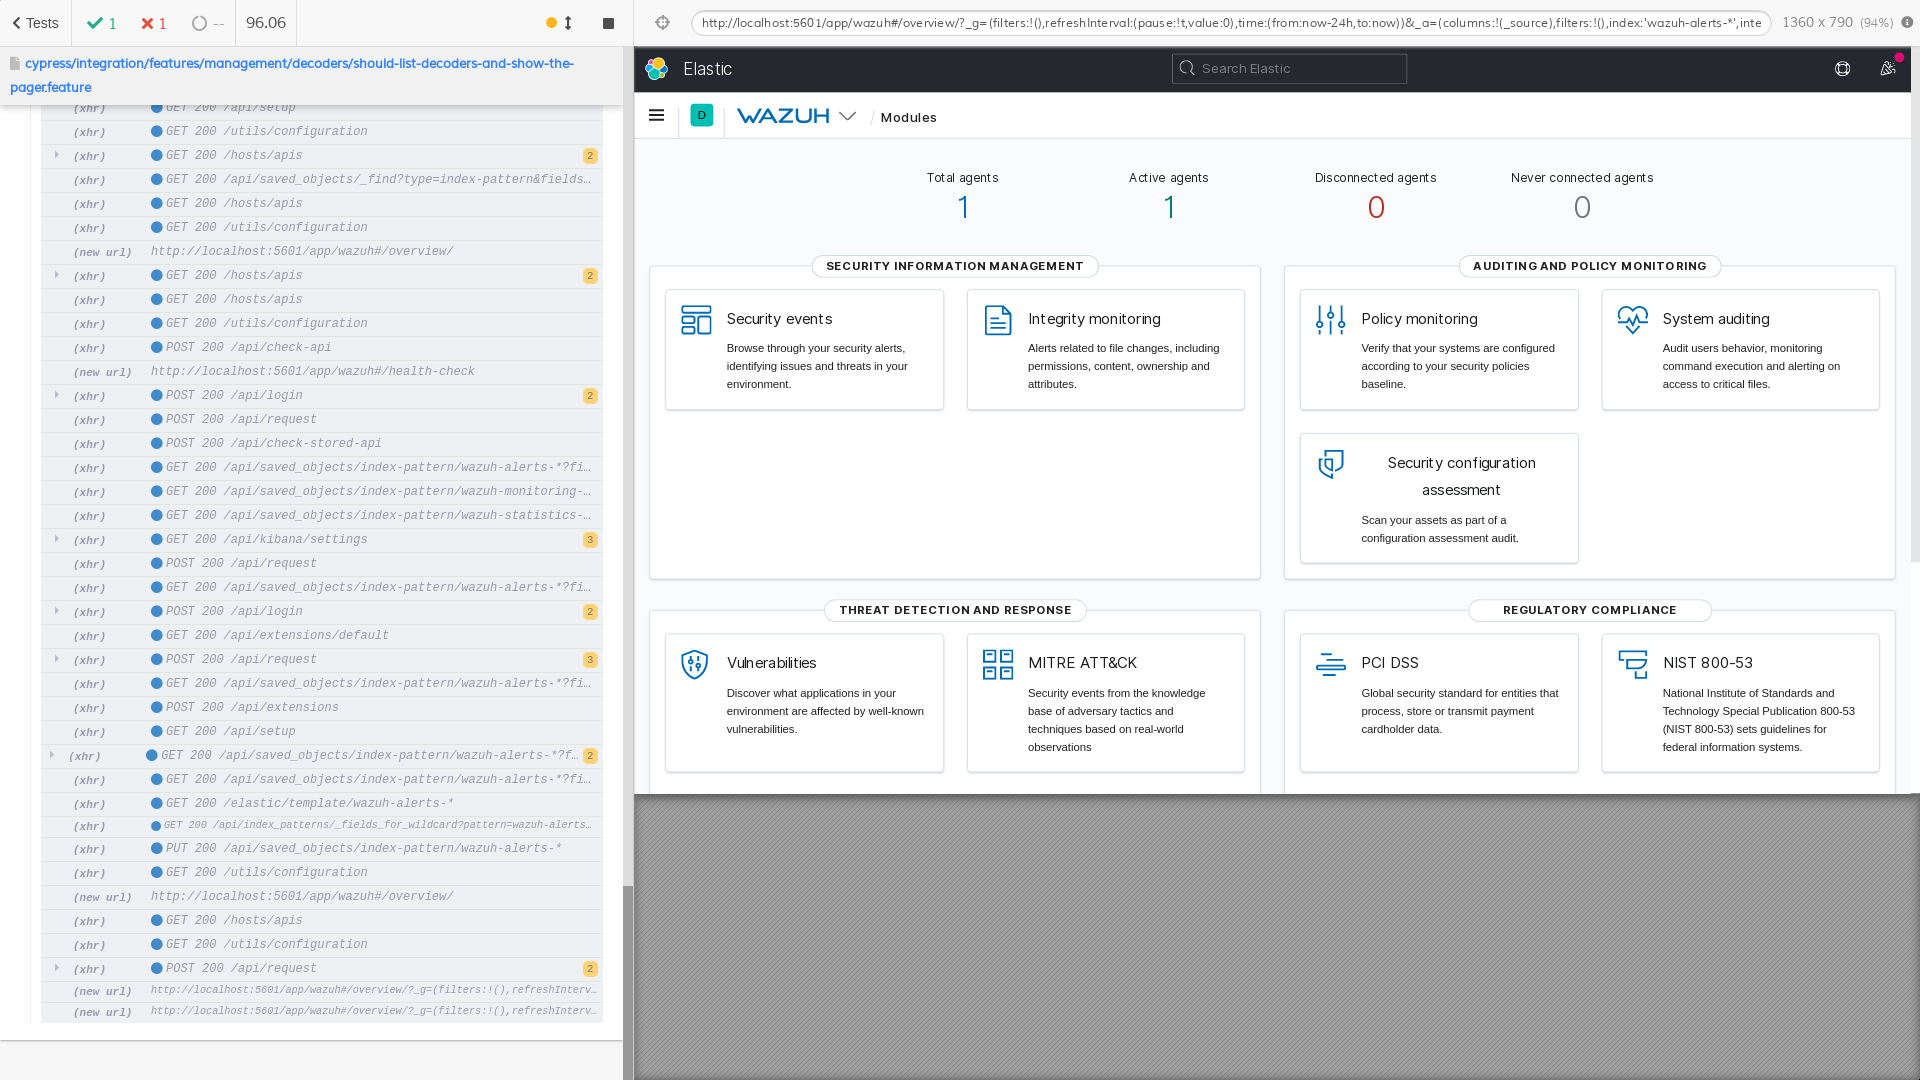 Tests
1
1
--
96.06
cypress/integration/features/management/decoders/should-list-decoders-and-show-the-
pager.feature
(xhr) GET 200 /api/setup
(xhr) GET 200 /utils/configuration
(xhr) GET 200 /hosts/apis 2
(xhr) GET 200 /api/saved_objects/_find?type=index-pattern&fields…
(xhr) GET 200 /hosts/apis
(xhr) GET 200 /utils/configuration
(new url) http://localhost:5601/app/wazuh#/overview/
(xhr) GET 200 /hosts/apis 2
(xhr) GET 200 /hosts/apis
(xhr) GET 200 /utils/configuration
(xhr) POST 200 /api/check-api
(new url) http://localhost:5601/app/wazuh#/health-check
(xhr) POST 200 /api/login 2
(xhr) POST 200 /api/request
(xhr) POST 200 /api/check-stored-api
(xhr) GET 200 /api/saved_objects/index-pattern/wazuh-alerts-*?fi…
(xhr) GET 200 /api/saved_objects/index-pattern/wazuh-monitoring-…
(xhr) GET 200 /api/saved_objects/index-pattern/wazuh-statistics-…
(xhr) GET 200 /api/kibana/settings 3
(xhr) POST 200 /api/request
(xhr) GET 200 /api/saved_objects/index-pattern/wazuh-alerts-*?fi…
(xhr) POST 200 /api/login 2
(xhr) GET 200 /api/extensions/default
(xhr) POST 200 /api/request 3
(xhr) GET 200 /api/saved_objects/index-pattern/wazuh-alerts-*?fi…
(xhr) POST 200 /api/extensions
(xhr) GET 200 /api/setup
(xhr) GET 200 /api/saved_objects/index-pattern/wazuh-alerts-*?f… 2
(xhr) GET 200 /api/saved_objects/index-pattern/wazuh-alerts-*?fi…
(xhr) GET 200 /elastic/template/wazuh-alerts-*
(xhr) GET 200 /api/index_patterns/_fields_for_wildcard?pattern=wazuh-alerts…
(xhr) PUT 200 /api/saved_objects/index-pattern/wazuh-alerts-*
(xhr) GET 200 /utils/configuration
(new url) http://localhost:5601/app/wazuh#/overview/
(xhr) GET 200 /hosts/apis
(xhr) GET 200 /utils/configuration
(xhr) POST 200 /api/request 2
(new url) http://localhost:5601/app/wazuh#/overview/?_g=(filters:!(),refreshInterv…
(new url) http://localhost:5601/app/wazuh#/overview/?_g=(filters:!(),refreshInterv…
http://localhost:5601/app/wazuh#/overview/?_g=(filters:!(),refreshInterval:(pause:!t,value:0),time:(from:now-24h,to:now))&_a=(columns:!(_source),filters:!(),index:'wazuh-alerts-*',inte
1360 x 790 (94%)
Elastic
Search Elastic
D
WAZUH
/ Modules
Total agents
1
Active agents
1
Disconnected agents
0
Never connected agents
0
SECURITY INFORMATION MANAGEMENT
Security events
Browse through your security alerts,
identifying issues and threats in your
environment.
Integrity monitoring
Alerts related to file changes, including
permissions, content, ownership and
attributes.
AUDITING AND POLICY MONITORING
Policy monitoring
Verify that your systems are configured
according to your security policies
baseline.
System auditing
Audit users behavior, monitoring
command execution and alerting on
access to critical files.
Security configuration
assessment
Scan your assets as part of a
configuration assessment audit.
THREAT DETECTION AND RESPONSE
Vulnerabilities
Discover what applications in your
environment are affected by well-known
vulnerabilities.
MITRE ATT&CK
Security events from the knowledge
base of adversary tactics and
techniques based on real-world
observations
REGULATORY COMPLIANCE
PCI DSS
Global security standard for entities that
process, store or transmit payment
cardholder data.
NIST 800-53
National Institute of Standards and
Technology Special Publication 800-53
(NIST 800-53) sets guidelines for
federal information systems.